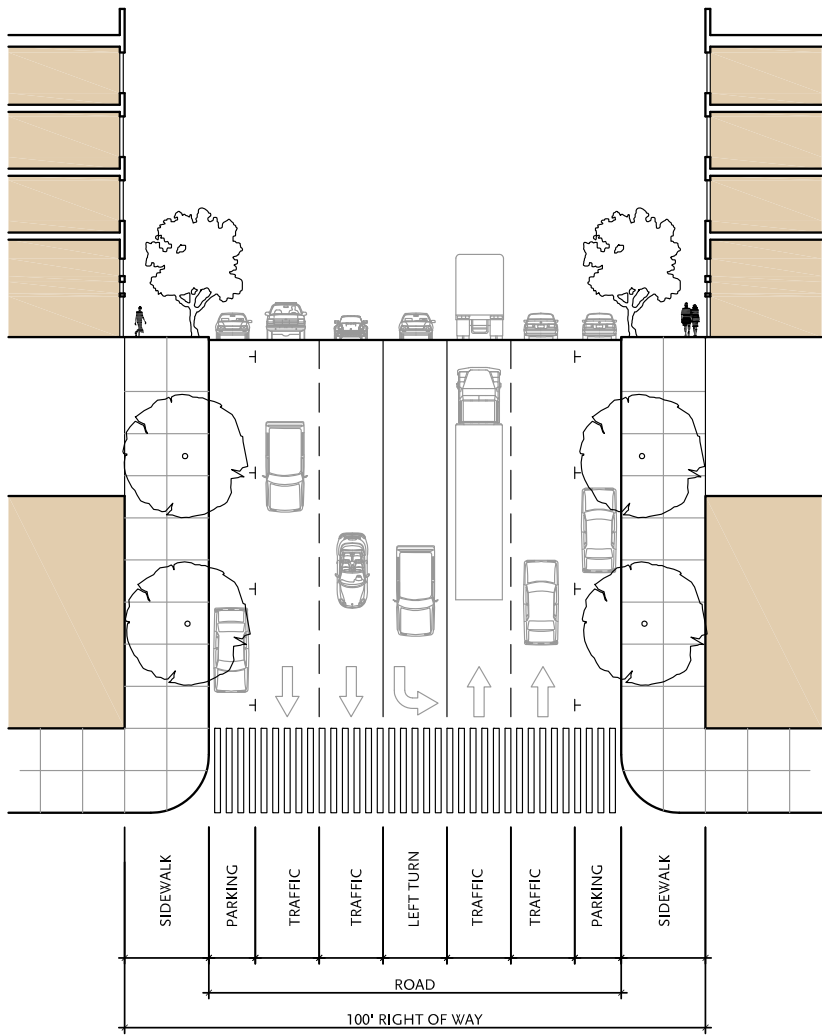 SIDEWALK
PARKING
TRAFFIC
TRAFFIC
LEFT TURN
TRAFFIC
TRAFFIC
PARKING
SIDEWALK
ROAD
100' RIGHT OF WAY